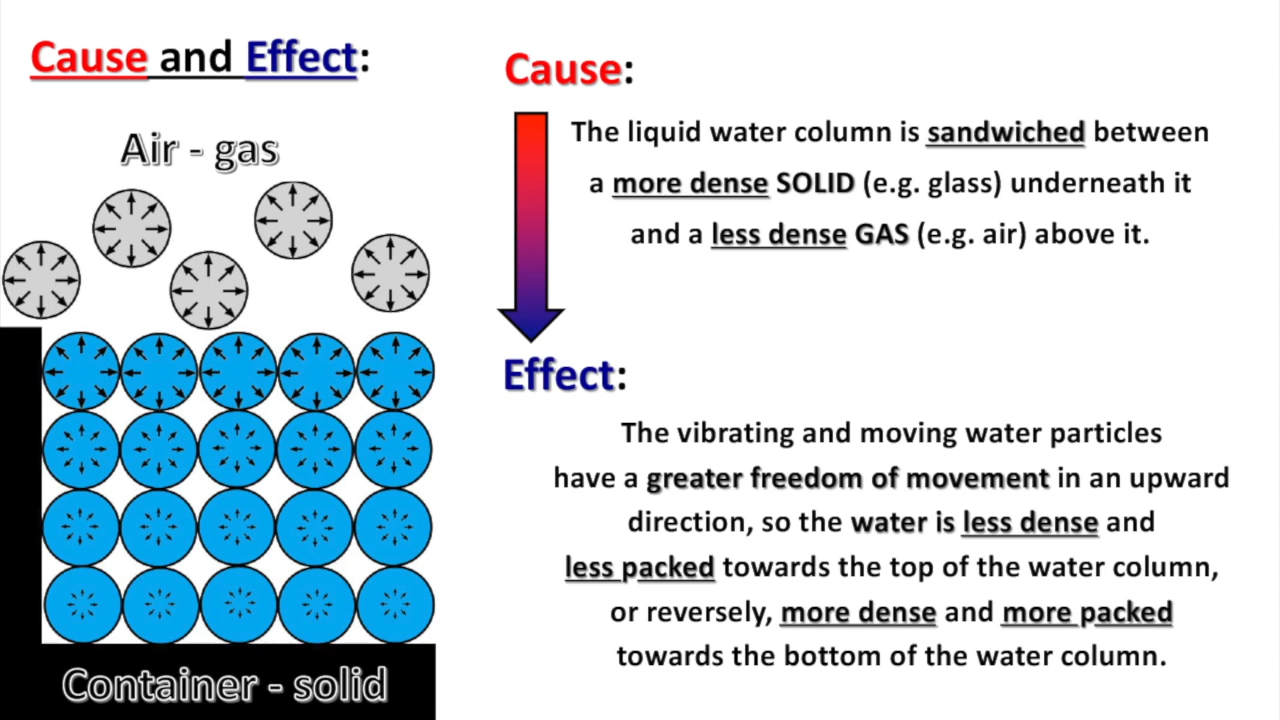 Cause and Effect:
Air - gas
Container - solid
Cause:
The liquid water column is sandwiched between
a more dense SOLID (e.g. glass) underneath it
and a less dense GAS (e.g. air) above it.
Effect:
The vibrating and moving water particles
have a greater freedom of movement in an upward
direction, so the water is less dense and
less packed towards the top of the water column,
or reversely, more dense and more packed
towards the bottom of the water column.